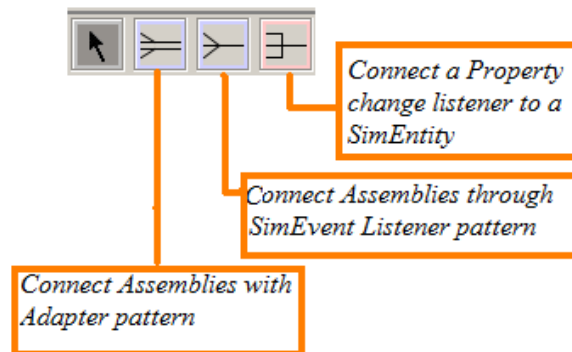 Connect a Property
change listener to a
SimEntity
Connect Assemblies through
SimEvent Listener pattern
Connect Assemblies with
Adapter pattern